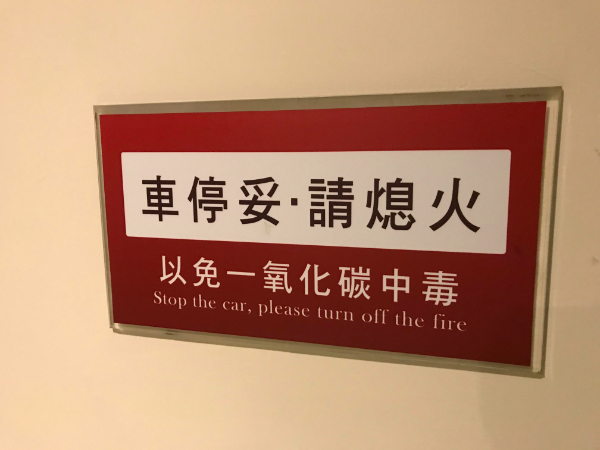 車停妥·請熄火
以免一氧化碳中毒
Stop the car, please turn off the fire